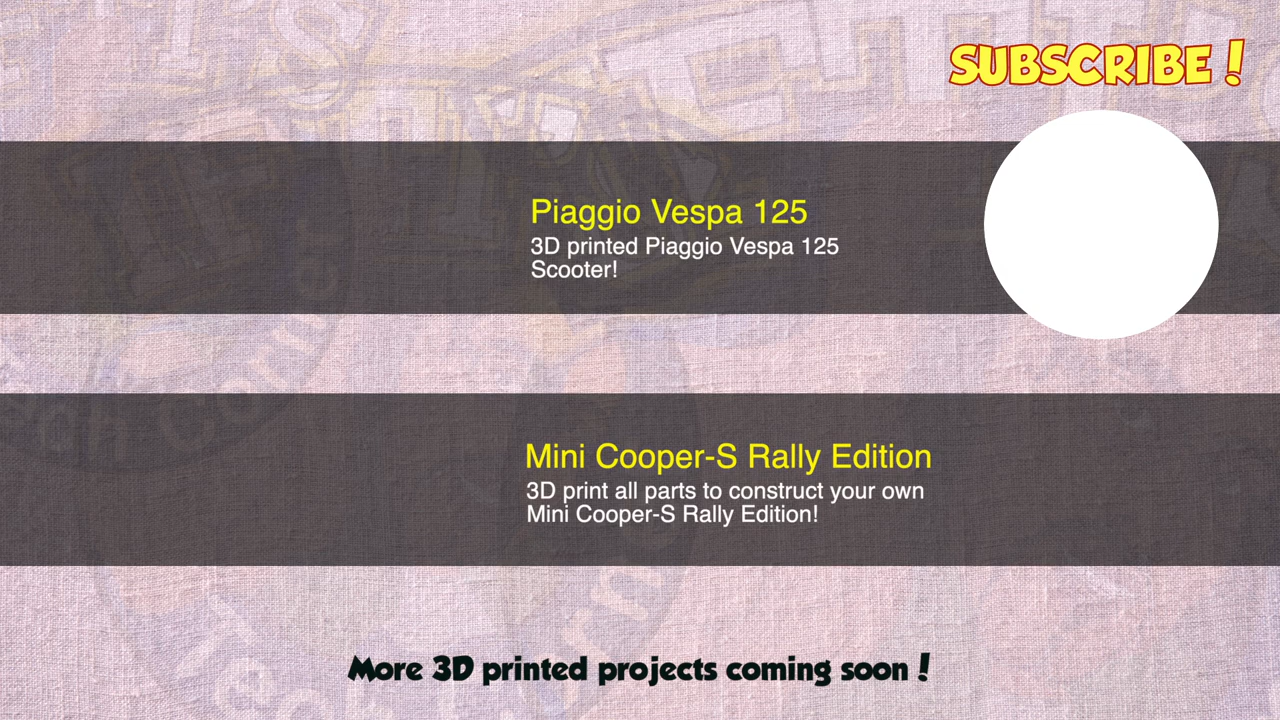 SUBSCRIBE!
Piaggio Vespa 125
3D printed Piaggio Vespa 125
Scooter!
Mini Cooper-S Rally Edition
3D print all parts to construct your own
Mini Cooper-S Rally Edition!
More 3D printed projects coming soon!